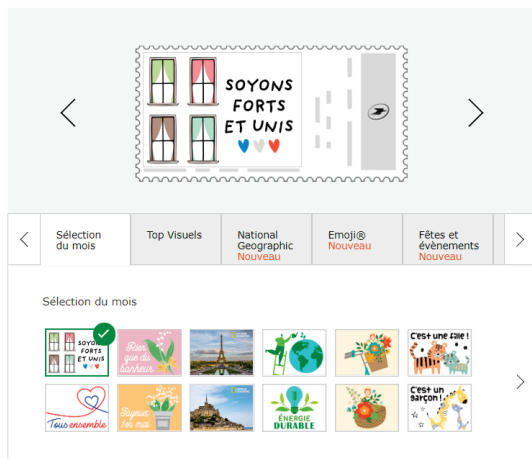 SOYONS
FORTS
ET UNIS
Sélection
du mois
Top Visuels
National
Geographic
Nouveau
Emoji®
Nouveau
Fêtes et
évènements
Nouveau
Sélection du mois
SOYONS
FORTS
ET UNIS
Rien
que du
bonheur
C'est une fille !
Tous ensemble
Joyeux
1er mai
ÉNERGIE
DURABLE
C'est un
garçon !